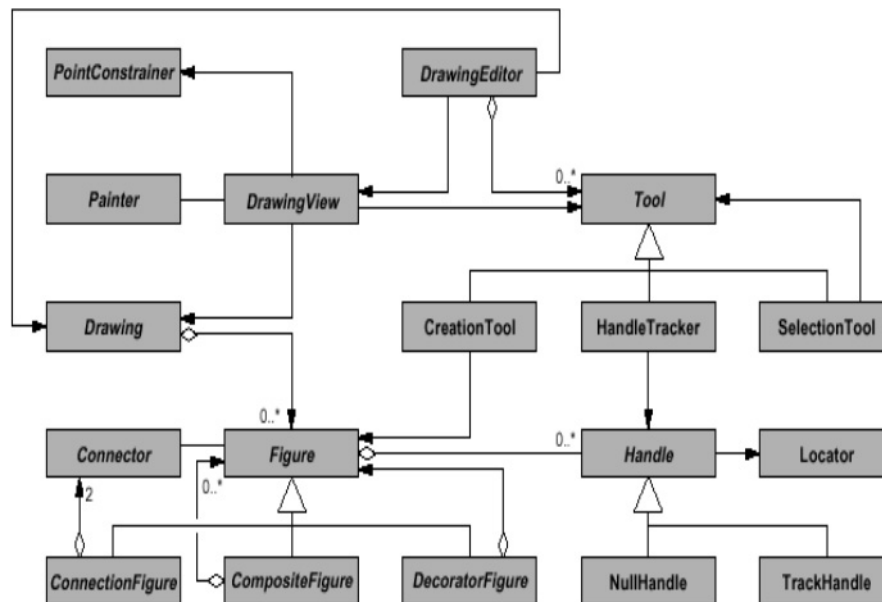 PointConstrainer
DrawingEditor
Painter
DrawingView
0..*
Tool
Drawing
CreationTool
HandleTracker
SelectionTool
0..*
0..*
Connector
Figure
Handle
Locator
2
0..*
ConnectionFigure
CompositeFigure
DecoratorFigure
NullHandle
TrackHandle